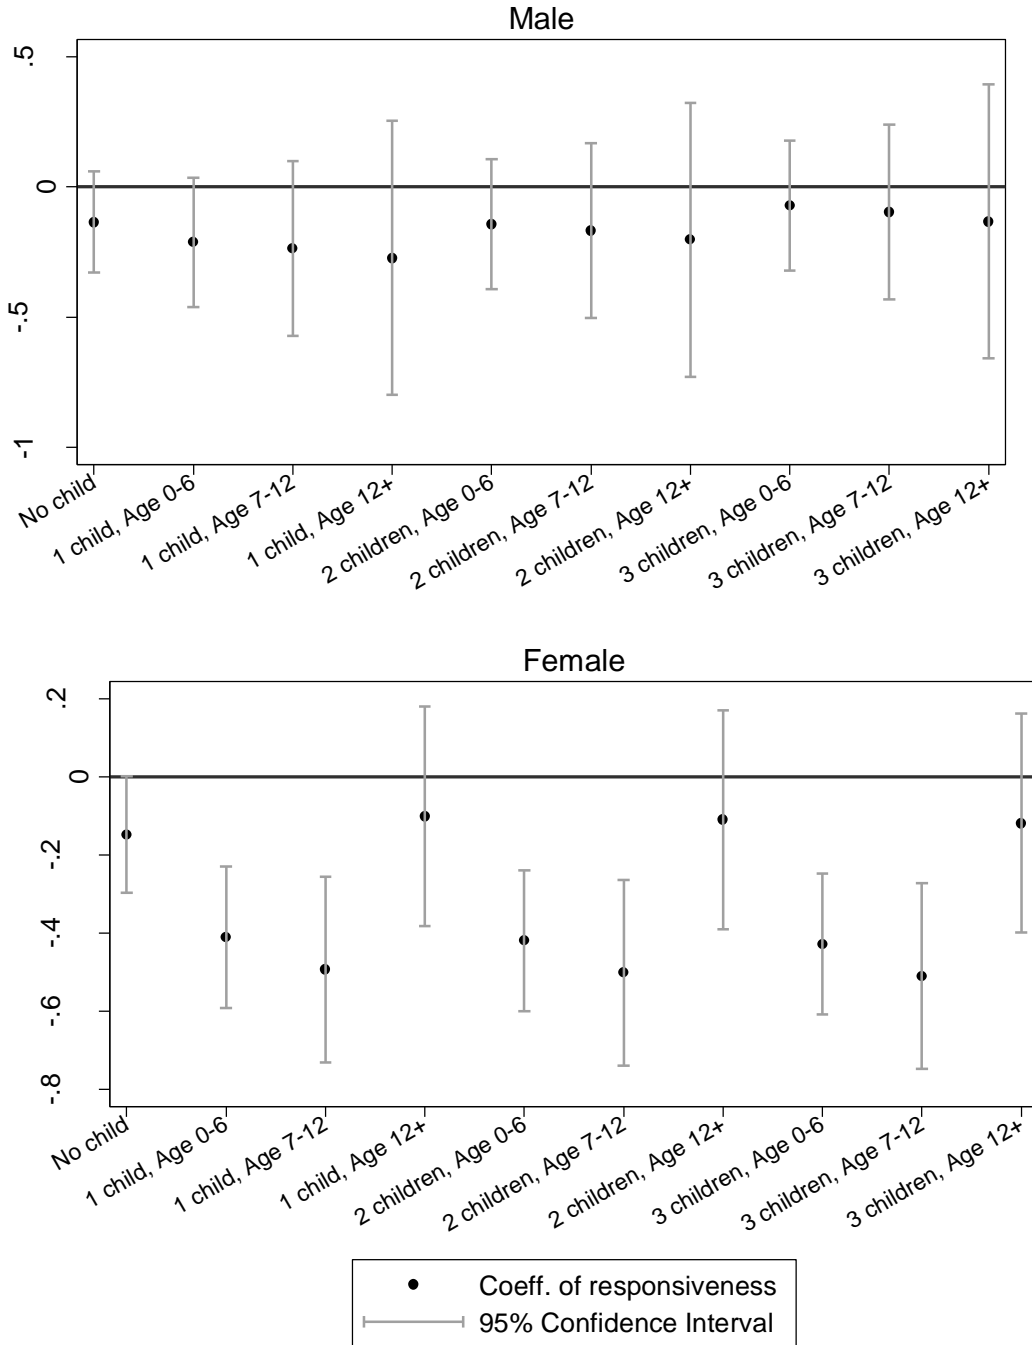 Male
.5
0
-.5
-1
No child
1 child, Age 0-6
1 child, Age 7-12
1 child, Age 12+
2 children, Age 0-6
2 children, Age 7-12
2 children, Age 12+
3 children, Age 0-6
3 children, Age 7-12
3 children, Age 12+
Female
.2
0
-.2
-.4
-.6
-.8
No child
1 child, Age 0-6
1 child, Age 7-12
1 child, Age 12+
2 children, Age 0-6
2 children, Age 7-12
2 children, Age 12+
3 children, Age 0-6
3 children, Age 7-12
3 children, Age 12+
Coeff. of responsiveness
95% Confidence Interval